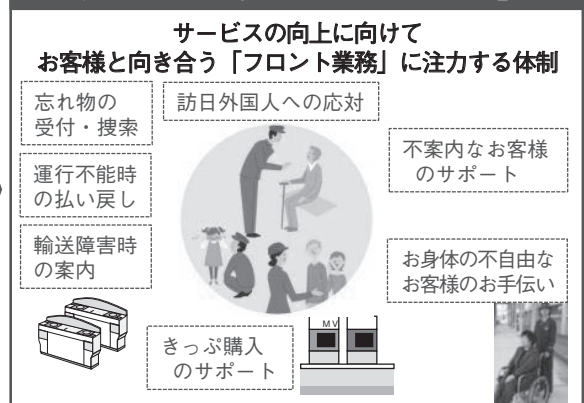 サービスの向上に向けて
お客様と向き合う「フロント業務」に注力する体制
忘れ物の
受付・捜索
訪日外国人への応対
不案内なお客様
のサポート
運行不能時
の払い戻し
輸送障害時
の案内
お身体の不自由な
お客様のお手伝い
きっぷ購入
のサポート
MV